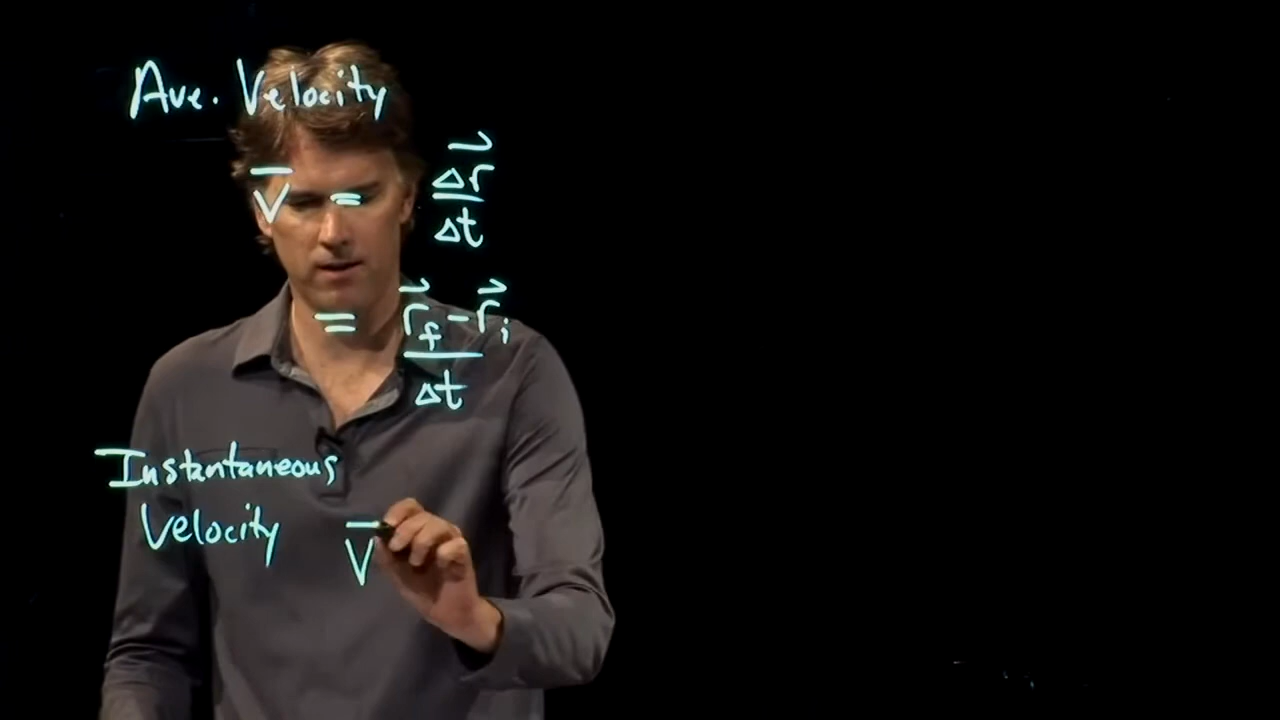 Ave. Velocity
V̅ = Δr⃗ / Δt
= r⃗f - r⃗i / Δt
Instantaneous
Velocity V̅